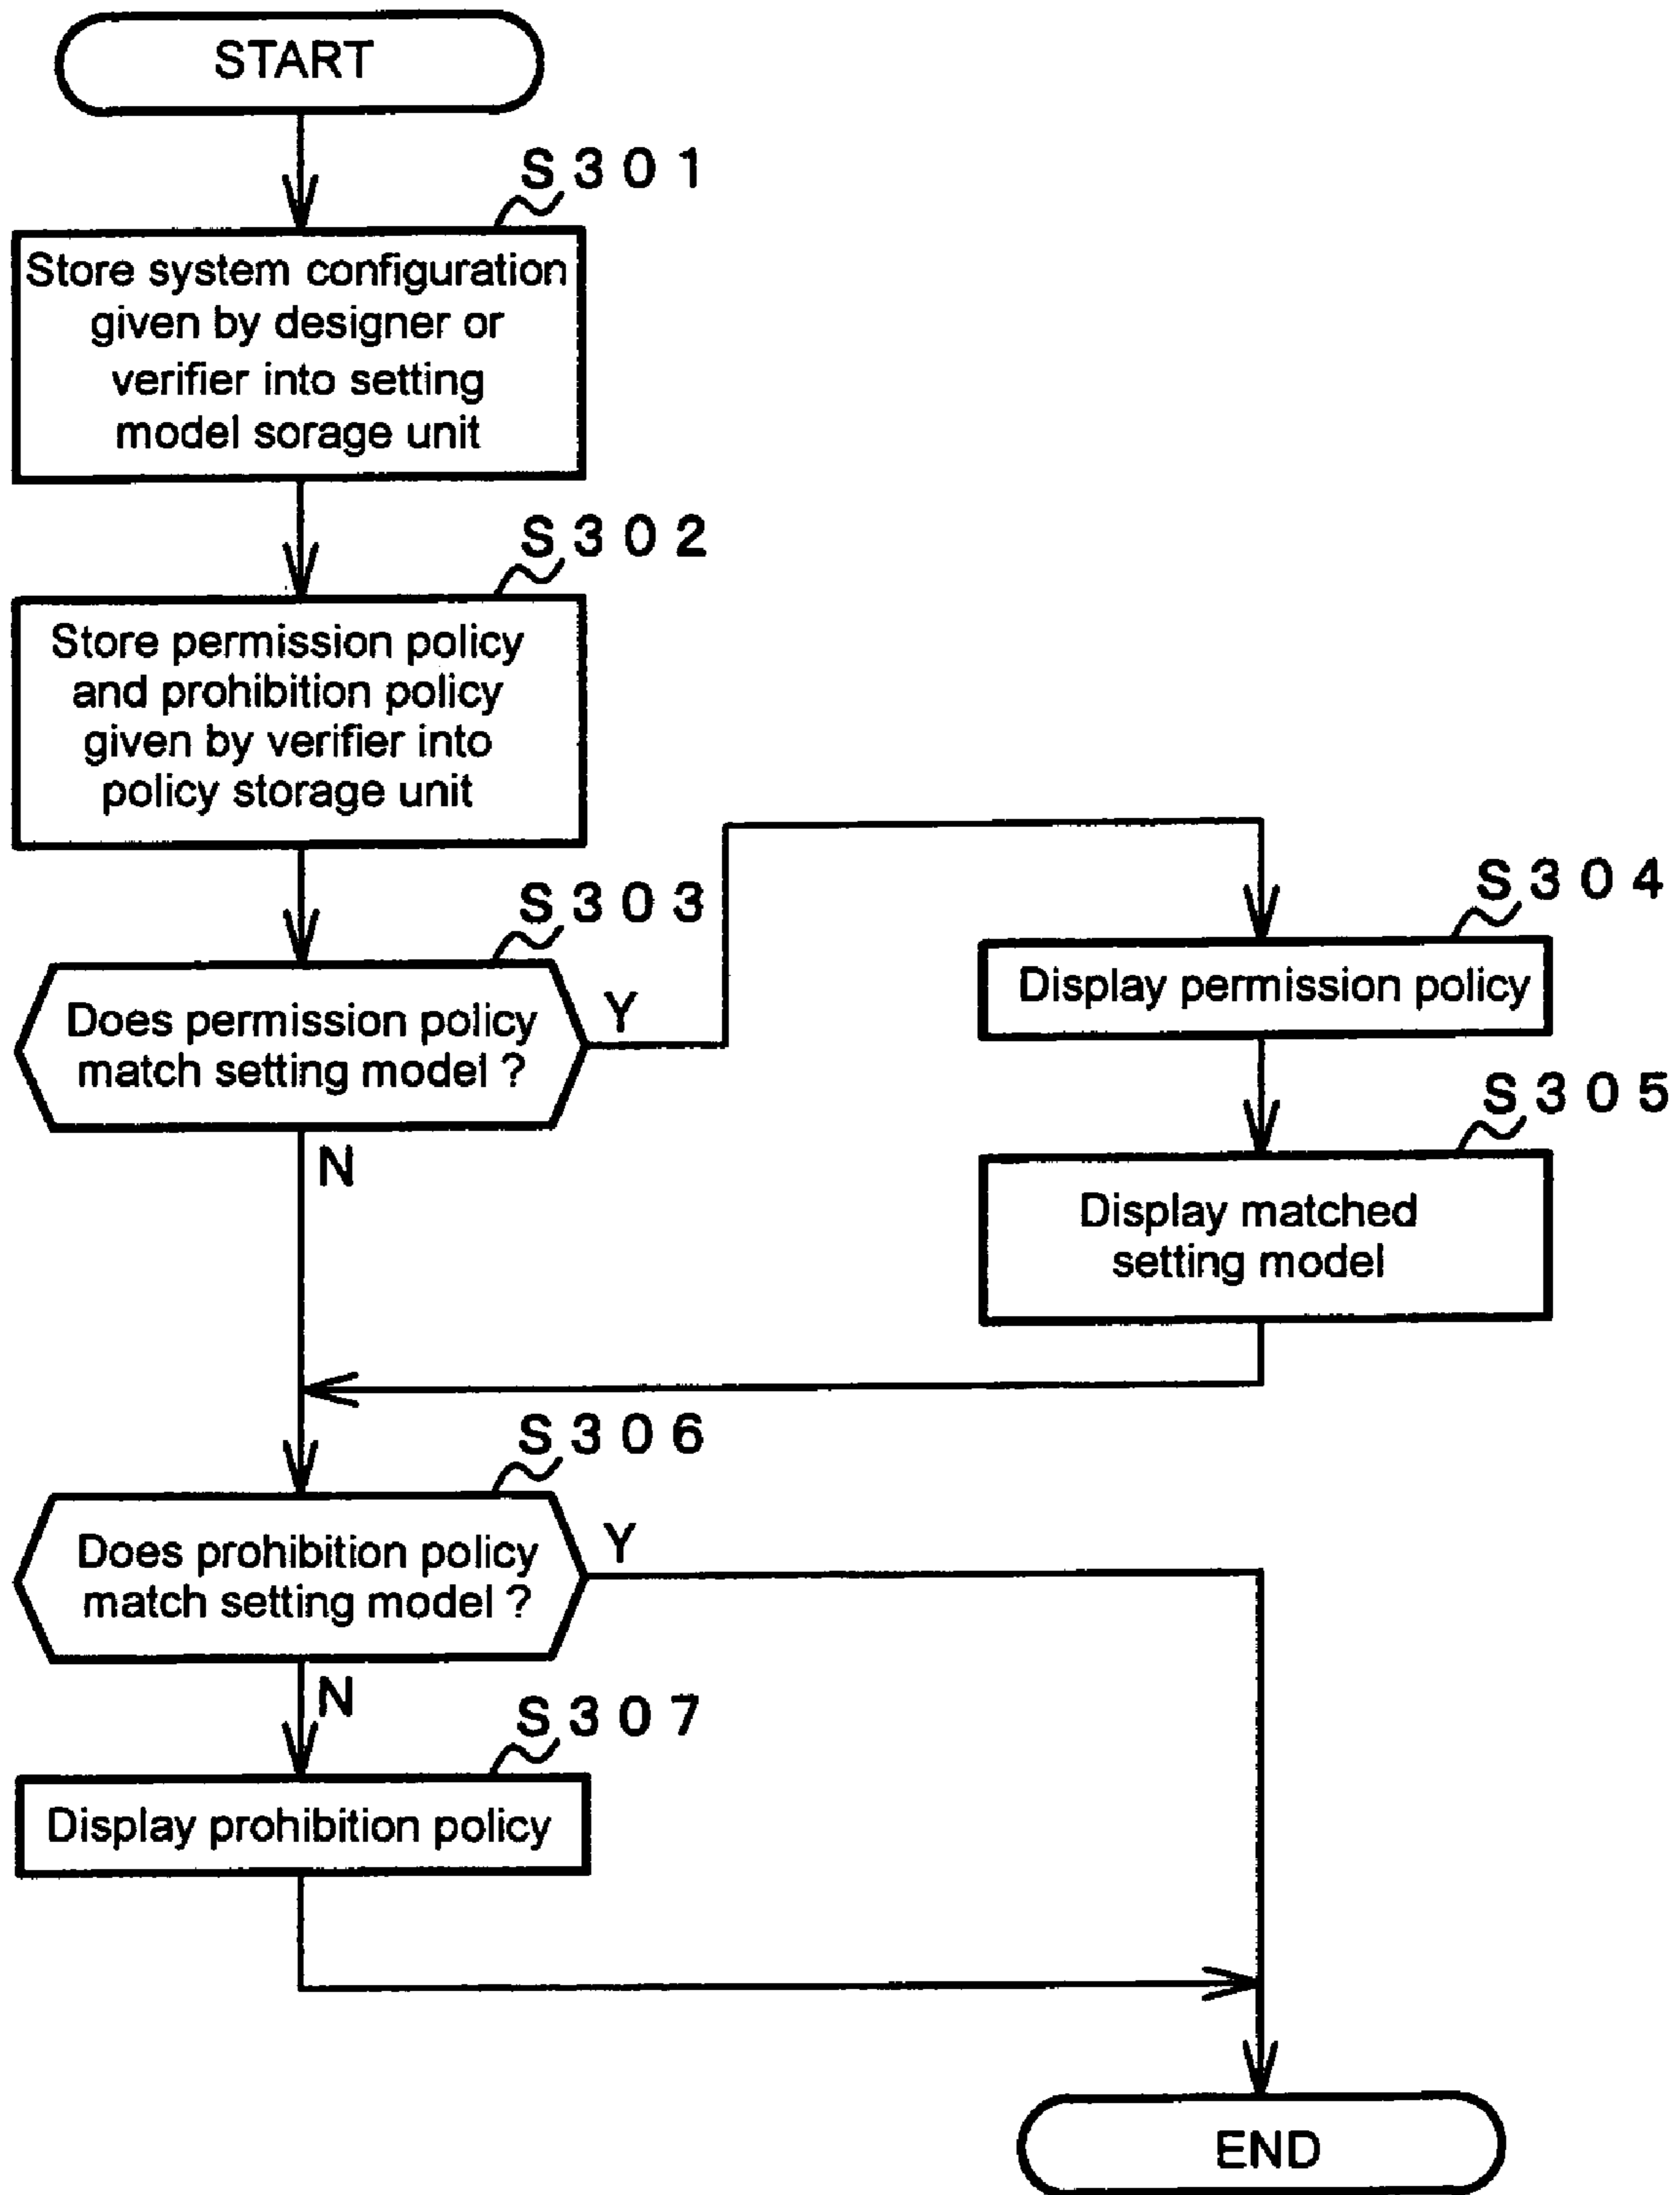 START
S301
Store system configuration
given by designer or
verifier into setting
model sorage unit
S302
Store permission policy
and prohibition policy
given by verifier into
policy storage unit
S303
Does permission policy
match setting model ?
Y
N
S304
Display permission policy
S305
Display matched
setting model
S306
Does prohibition policy
match setting model ?
Y
N
S307
Display prohibition policy
END